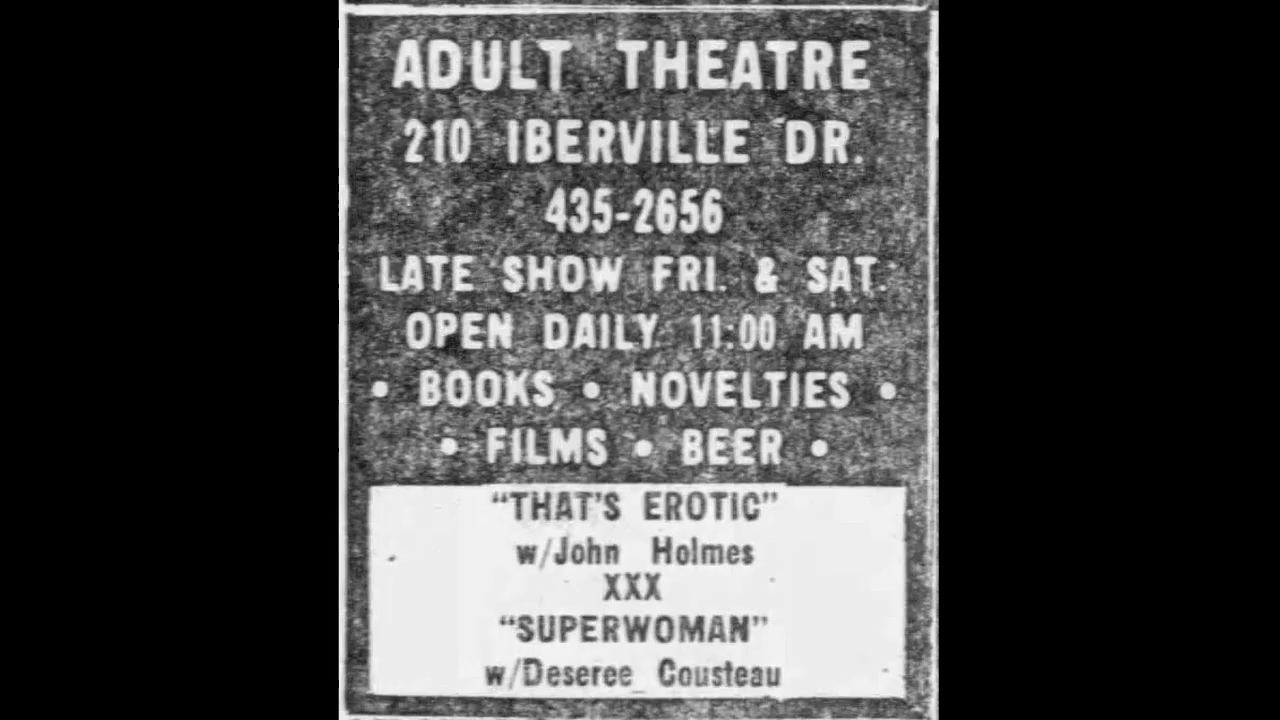 ADULT THEATRE
210 IBERVILLE DR.
435-2656
LATE SHOW FRI. & SAT.
OPEN DAILY 11:00 AM
• BOOKS • NOVELTIES •
• FILMS • BEER •
"THAT'S EROTIC"
w/John Holmes
XXX
"SUPERWOMAN"
w/Deseree Cousteau